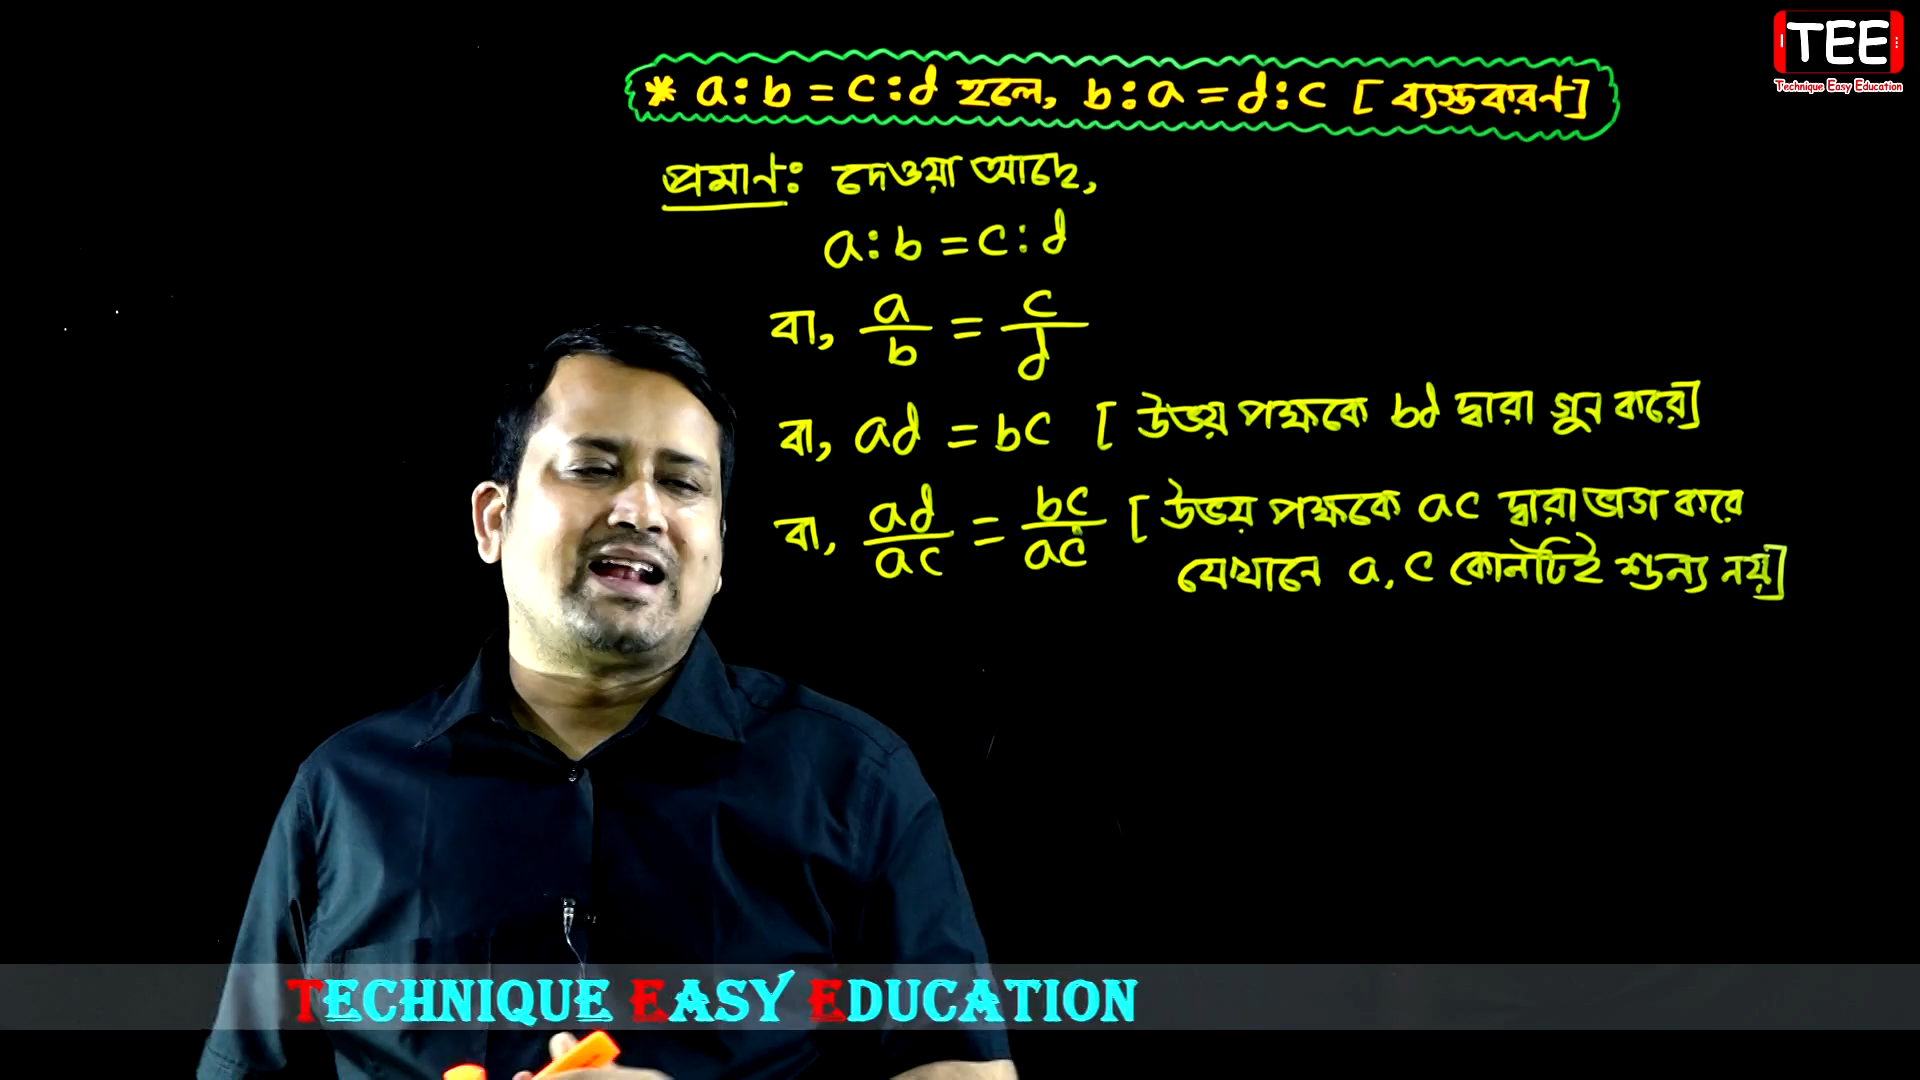 TEE
Technique Easy Education
* a:b = c:d হলে, b:a = d:c [ব্যস্তকরণ]
প্রমাণ: দেওয়া আছে,
a:b = c:d
বা, a/b = c/d
বা, ad = bc [উভয় পক্ষকে bd দ্বারা গুন করে]
বা, ad/ac = bc/ac [উভয় পক্ষকে ac দ্বারা ভাগ করে
যেখানে a, c কোনটিই শুন্য নয়]
TECHNIQUE EASY EDUCATION